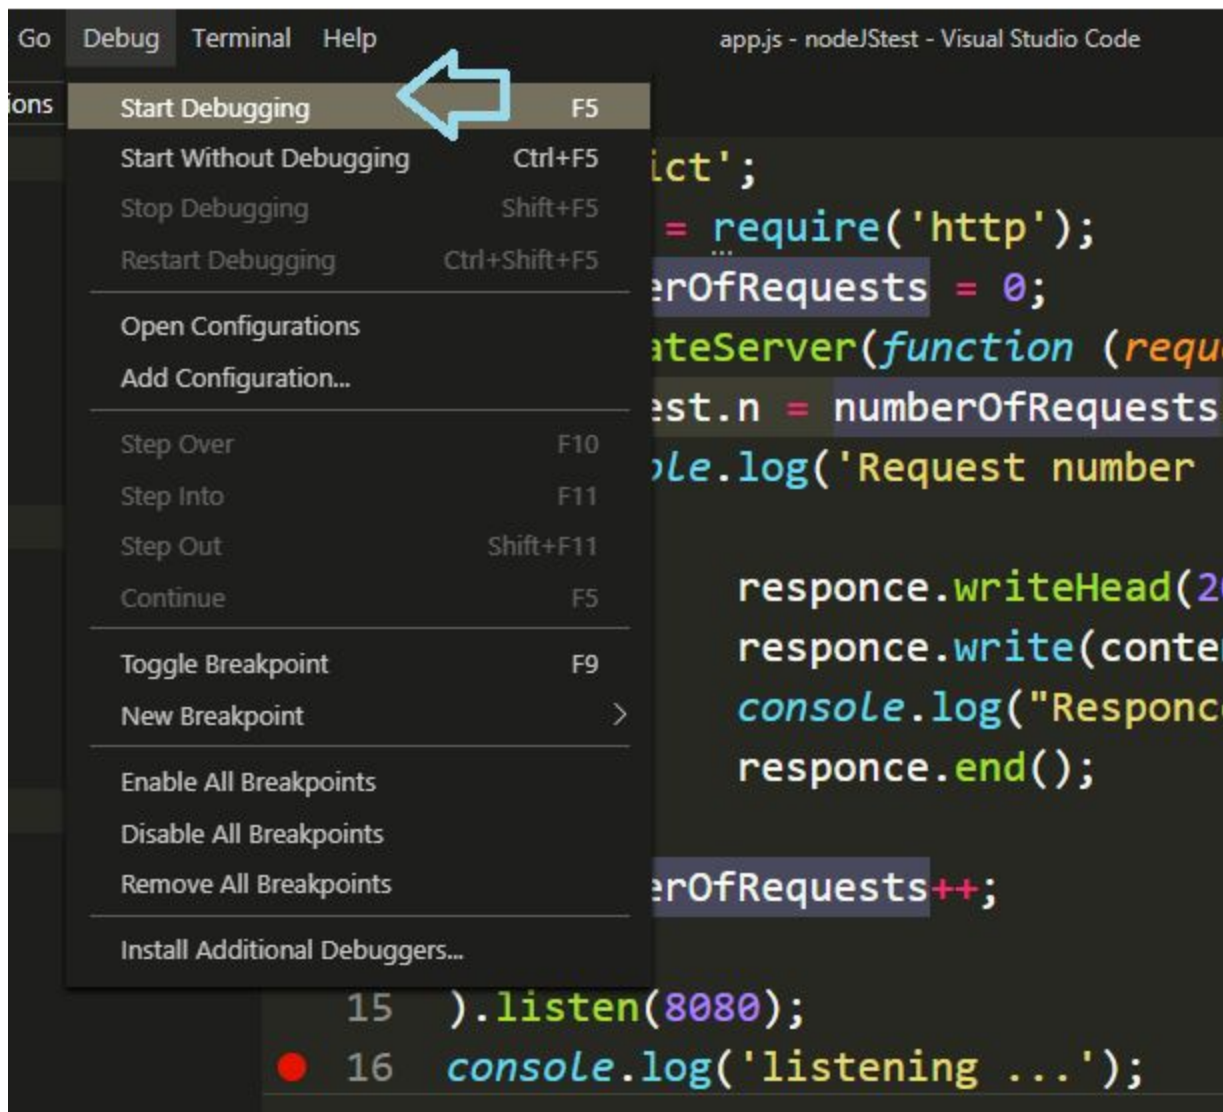 Go Debug Terminal Help app.js - nodeJStest - Visual Studio Code
ions
Start Debugging F5
Start Without Debugging Ctrl+F5
Stop Debugging Shift+F5
Restart Debugging Ctrl+Shift+F5
Open Configurations
Add Configuration...
Step Over F10
Step Into F11
Step Out Shift+F11
Continue F5
Toggle Breakpoint F9
New Breakpoint
Enable All Breakpoints
Disable All Breakpoints
Remove All Breakpoints
Install Additional Debuggers...
ict';
= require('http');
erOfRequests = 0;
ateServer(function (requ
est.n = numberOfRequests
ole.log('Request number
responce.writeHead(20
responce.write(conte
console.log("Responc
responce.end();
erOfRequests++;
15 ).listen(8080);
16 console.log('listening ...');